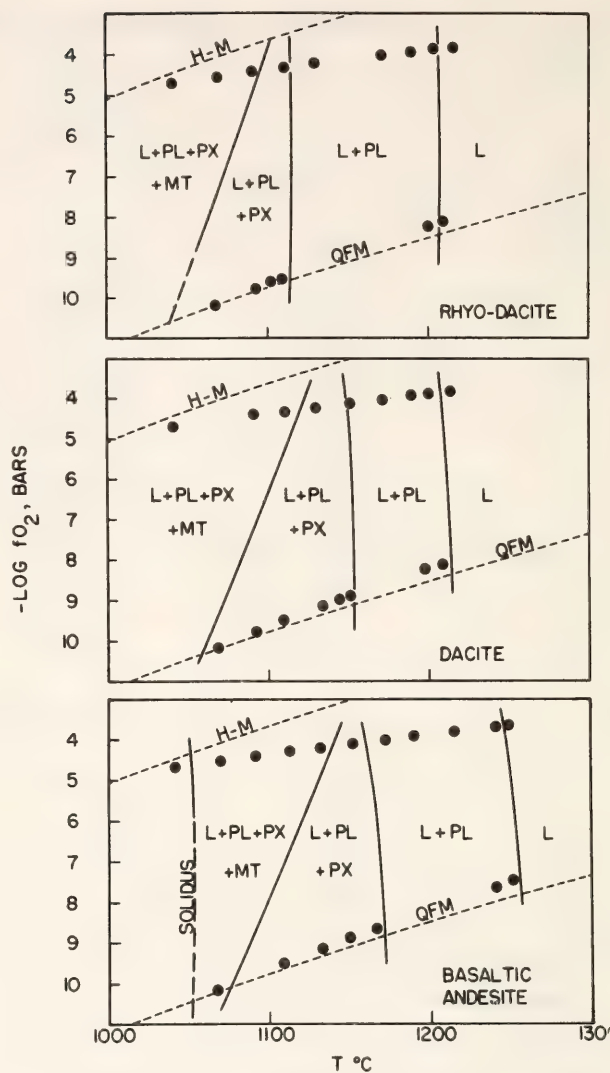 4
5
6
7
8
9
10
H-M
L+PL+PX
+MT
L+PL
+PX
L+PL
L
QFM
RHYO-DACITE
4
5
6
7
8
9
10
H-M
L+PL+PX
+MT
L+PL
+PX
L+PL
L
QFM
DACITE
-LOG fO2, BARS
4
5
6
7
8
9
10
H-M
SOLIDUS
L+PL+PX
+MT
L+PL
+PX
L+PL
L
QFM
BASALTIC
ANDESITE
1000 1100 1200
T °C